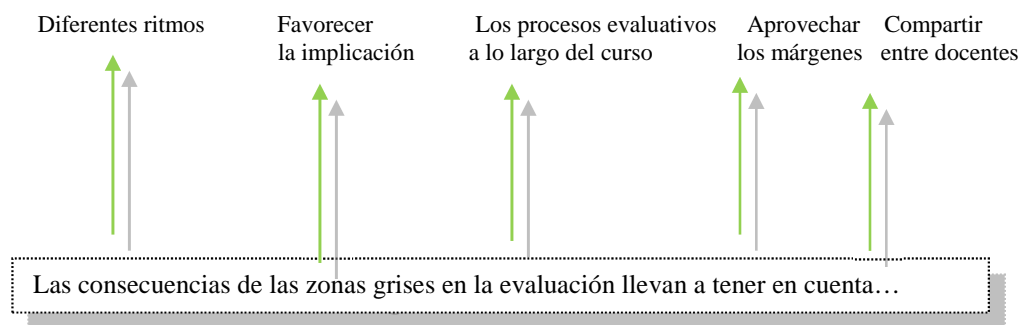 Diferentes ritmos
Favorecer
la implicación
Los procesos evaluativos
a lo largo del curso
Aprovechar
los márgenes
Compartir
entre docentes
Las consecuencias de las zonas grises en la evaluación llevan a tener en cuenta…